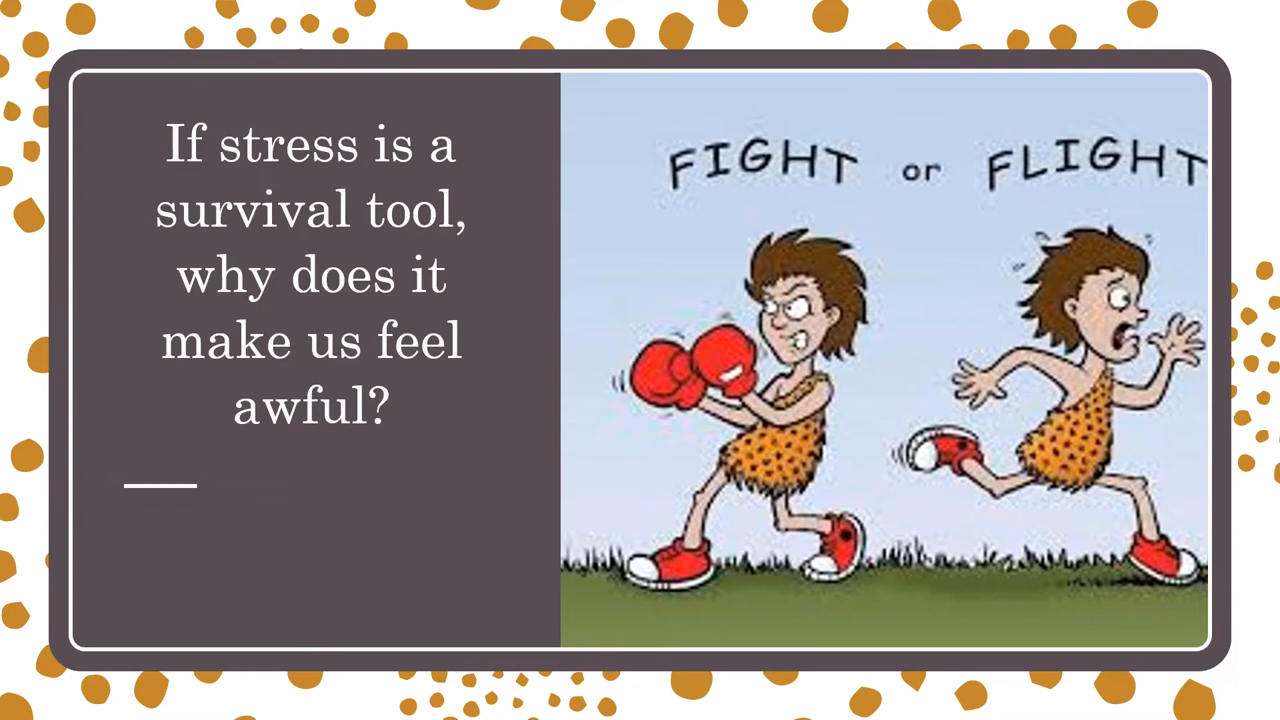 If stress is a
survival tool,
why does it
make us feel
awful?
FIGHT or FLIGHT